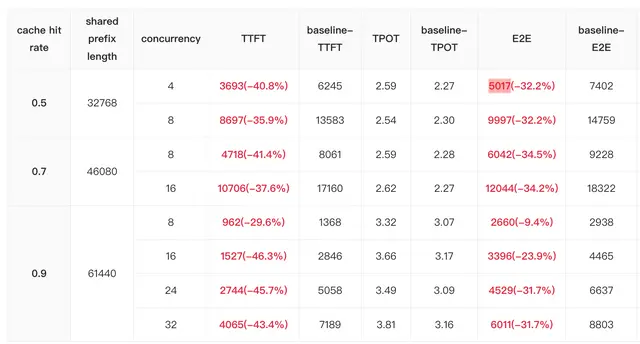 cache hit rate shared prefix length concurrency TTFT baseline-TTFT TPOT baseline-TPOT E2E baseline-E2E
0.5 32768 4 3693(-40.8%) 6245 2.59 2.27 5017(-32.2%) 7402
8 8697(-35.9%) 13583 2.54 2.30 9997(-32.2%) 14759
0.7 46080 8 4718(-41.4%) 8061 2.59 2.28 6042(-34.5%) 9228
16 10706(-37.6%) 17160 2.62 2.27 12044(-34.2%) 18322
0.9 61440 8 962(-29.6%) 1368 3.32 3.07 2660(-9.4%) 2938
16 1527(-46.3%) 2846 3.66 3.17 3396(-23.9%) 4465
24 2744(-45.7%) 5058 3.49 3.09 4529(-31.7%) 6637
32 4065(-43.4%) 7189 3.81 3.16 6011(-31.7%) 8803